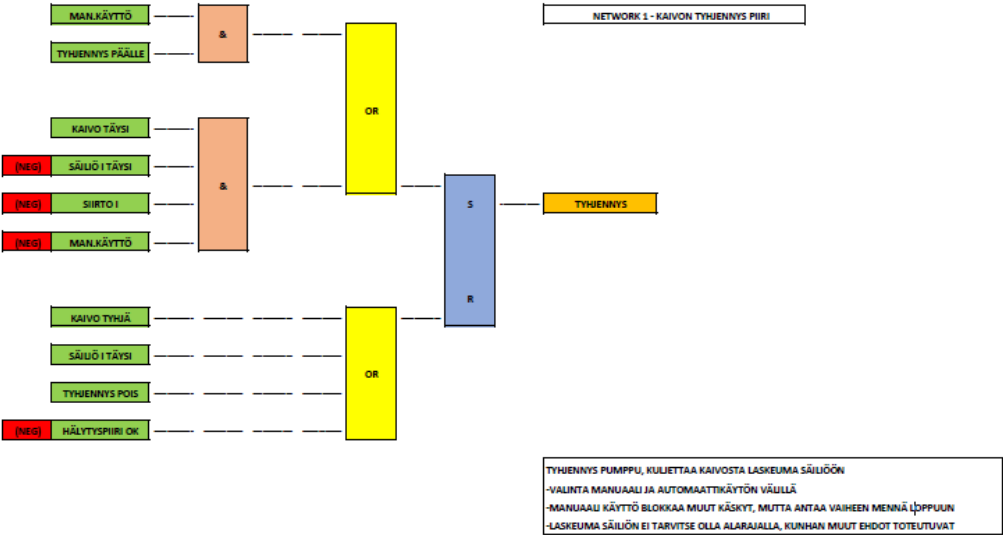 MAN.KÄYTTÖ
&
NETWORK 1 - KAIVON TYHJENNYS PIIRI
TYHJENNYS PÄÄLLE
OR
KAIVO TÄYSI
(NEG) SÄILIÖ I TÄYSI
&
(NEG) SIIRTO I
S
TYHJENNYS
(NEG) MAN.KÄYTTÖ
R
KAIVO TYHJÄ
SÄILIÖ I TÄYSI
OR
TYHJENNYS POIS
(NEG) HÄLYTYSPIIRI OK
TYHJENNYS PUMPPU, KULJETTAA KAIVOSTA LASKEUMA SÄILIÖÖN
-VALINTA MANUAALI JA AUTOMAATTIKÄYTÖN VÄLILLÄ
-MANUAALI KÄYTTÖ BLOKKAA MUUT KÄSKYT, MUTTA ANTAA VAIHEEN MENNÄ LOPPUUN
-LASKEUMA SÄILIÖN EI TARVITSE OLLA ALARAJALLA, KUNHAN MUUT EHDOT TOTEUTUVAT